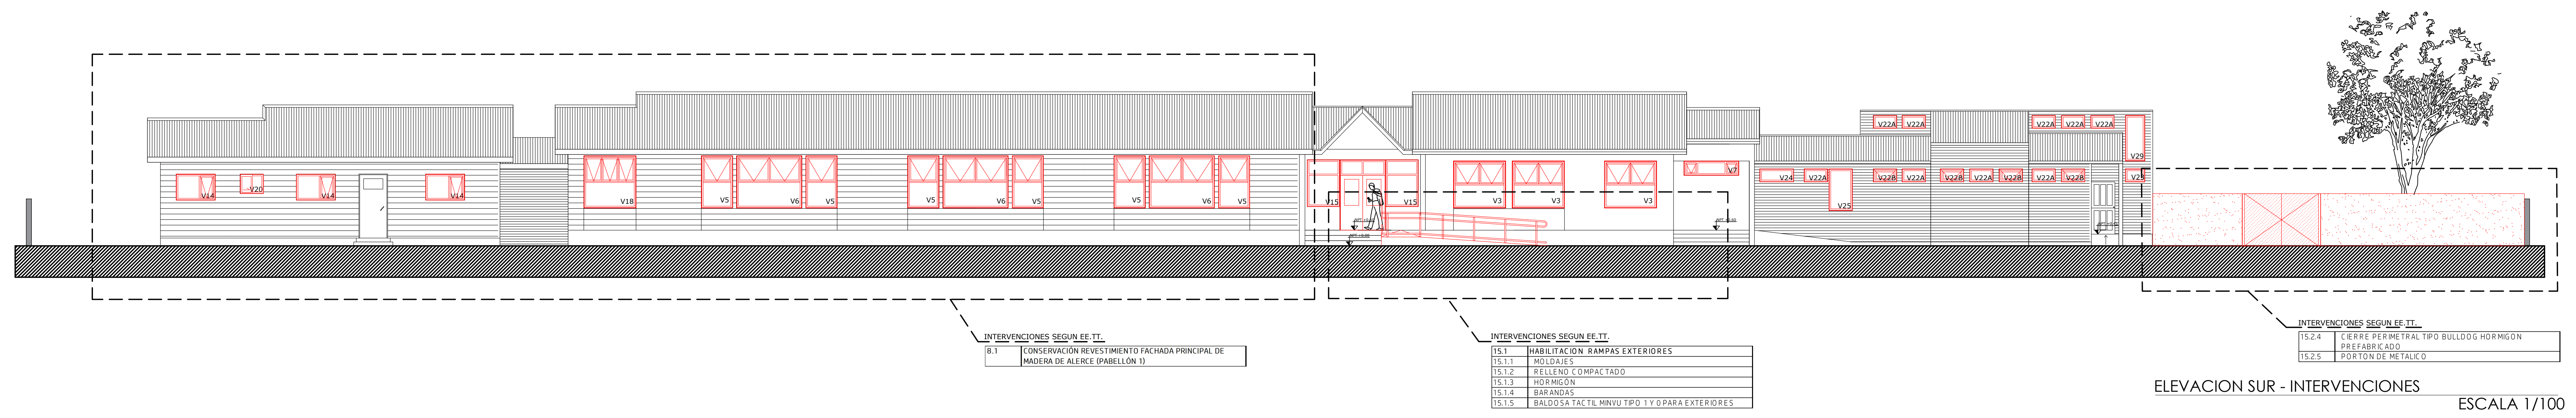 V22A V22A V22A V22A V22A
V29
V14 V20 V14 V14 V18 V5 V6 V5 V5 V6 V5 V5 V6 V5 V15 V15 V3 V3 V3 V7 V24 V22A V25 V22B V22A V22B V22A V22B V22A V22B
INTERVENCIONES SEGUN EE.TT.
8.1 CONSERVACIÓN REVESTIMIENTO FACHADA PRINCIPAL DE
MADERA DE ALERCE (PABELLÓN 1)
INTERVENCIONES SEGUN EE.TT.
15.1 HABILITACION RAMPAS EXTERIORES
15.1.1 MOLDAJES
15.1.2 RELLENO COMPACTADO
15.1.3 HORMIGÓN
15.1.4 BARANDAS
15.1.5 BALDOSA TACTIL MINVU TIPO 1 Y 0 PARA EXTERIORES
INTERVENCIONES SEGUN EE.TT.
15.2.4 CIERRE PERIMETRAL TIPO BULLDOG HORMIGON
PREFABRICADO
15.2.5 PORTON DE METALICO
ELEVACION SUR - INTERVENCIONES
ESCALA 1/100